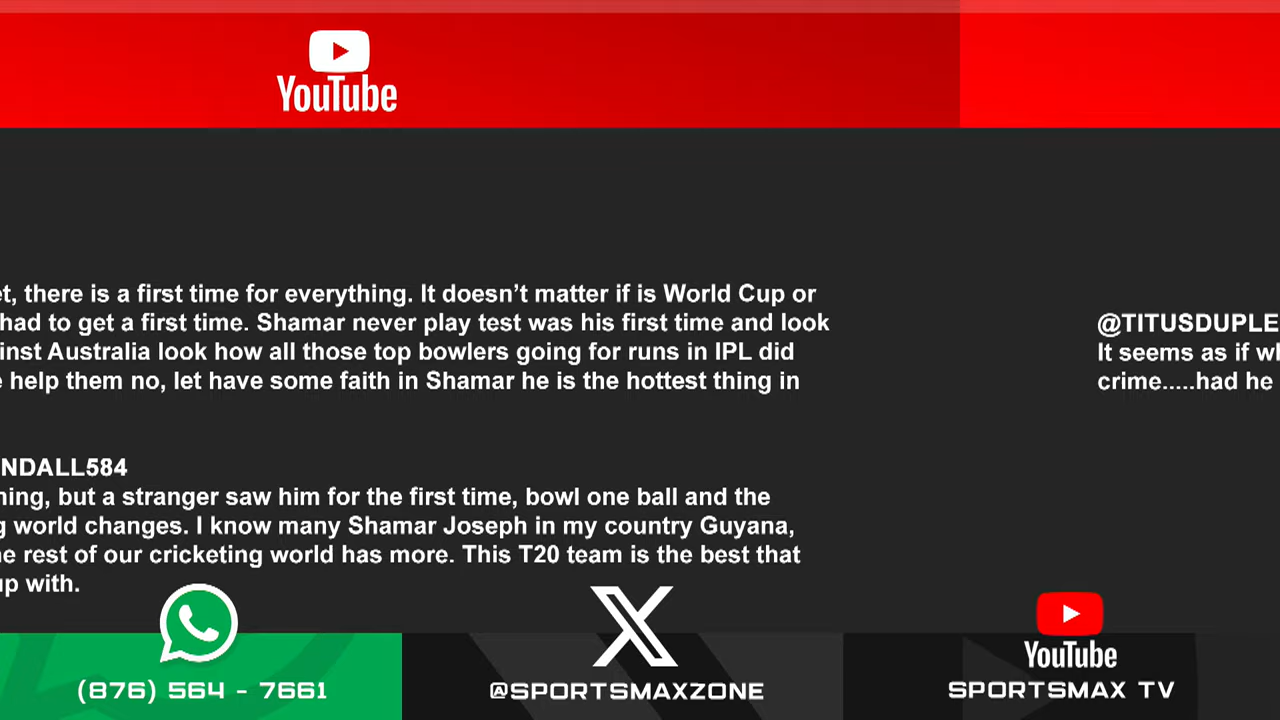 YouTube
, there is a first time for everything. It doesn’t matter if is World Cup or
had to get a first time. Shamar never play test was his first time and look
Australia look how all those top bowlers going for runs in IPL did
help them no, let have some faith in Shamar he is the hottest thing in
NDALL584
but a stranger saw him for the first time, bowl one ball and the
world changes. I know many Shamar Joseph in my country Guyana,
rest of our cricketing world has more. This T20 team is the best that
up with.
@TITUSDUPLE
It seems as if
crime.....had he
(876) 564 - 7661
@SPORTSMAXZONE
YouTube
SPORTSMAX TV